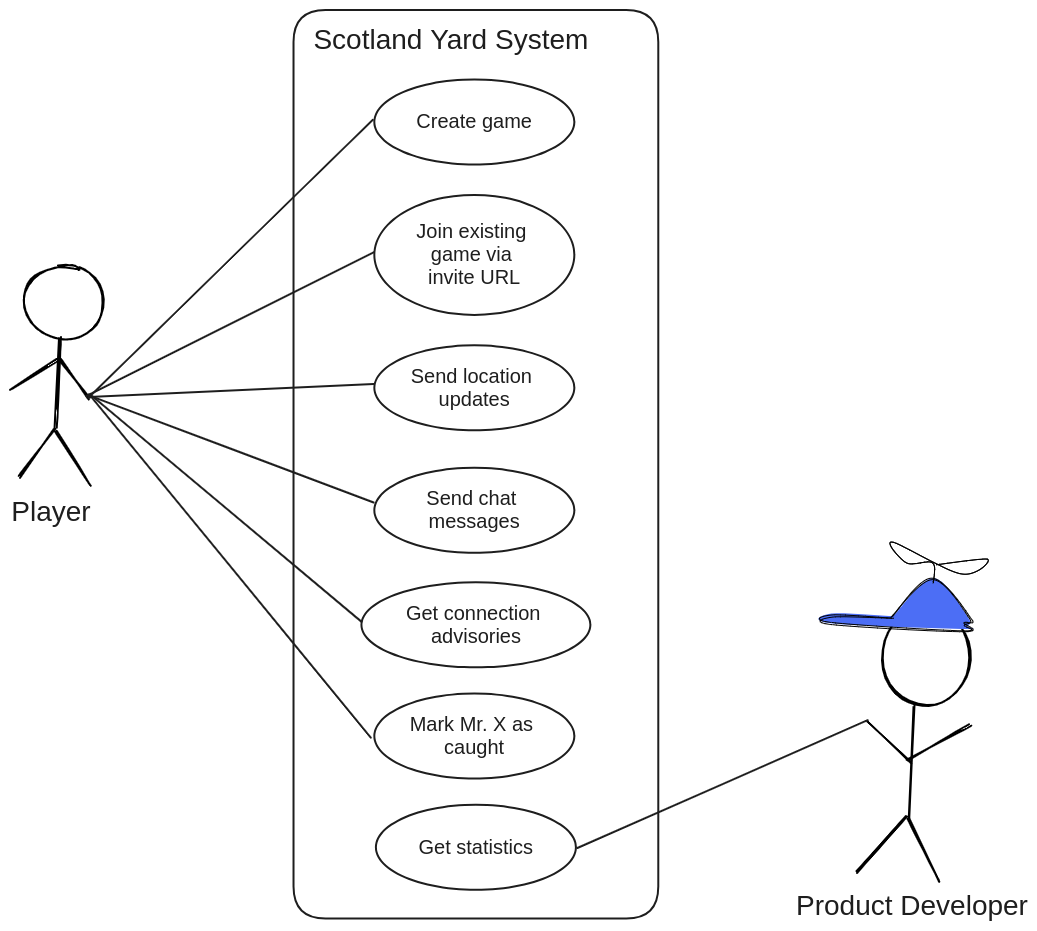 Scotland Yard System
Create game
Join existing
game via
invite URL
Send location
updates
Send chat
messages
Player
Get connection
advisories
Mark Mr. X as
caught
Get statistics
Product Developer